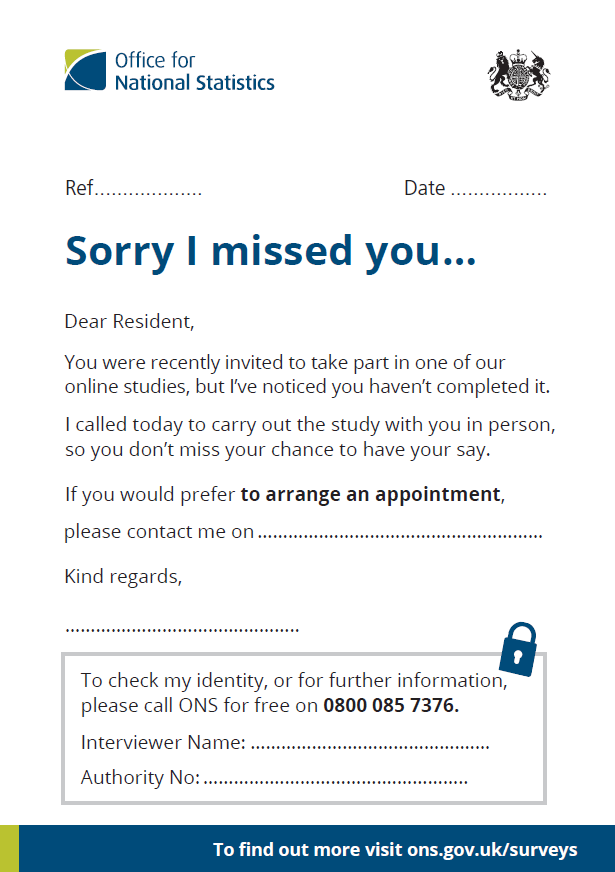 Office for
National Statistics
Ref................... Date .................
Sorry I missed you...
Dear Resident,
You were recently invited to take part in one of our
online studies, but I’ve noticed you haven’t completed it.
I called today to carry out the study with you in person,
so you don’t miss your chance to have your say.
If you would prefer to arrange an appointment,
please contact me on ........................................................
Kind regards,
..............................................
To check my identity, or for further information,
please call ONS for free on 0800 085 7376.
Interviewer Name: ...............................................
Authority No: ....................................................
To find out more visit ons.gov.uk/surveys